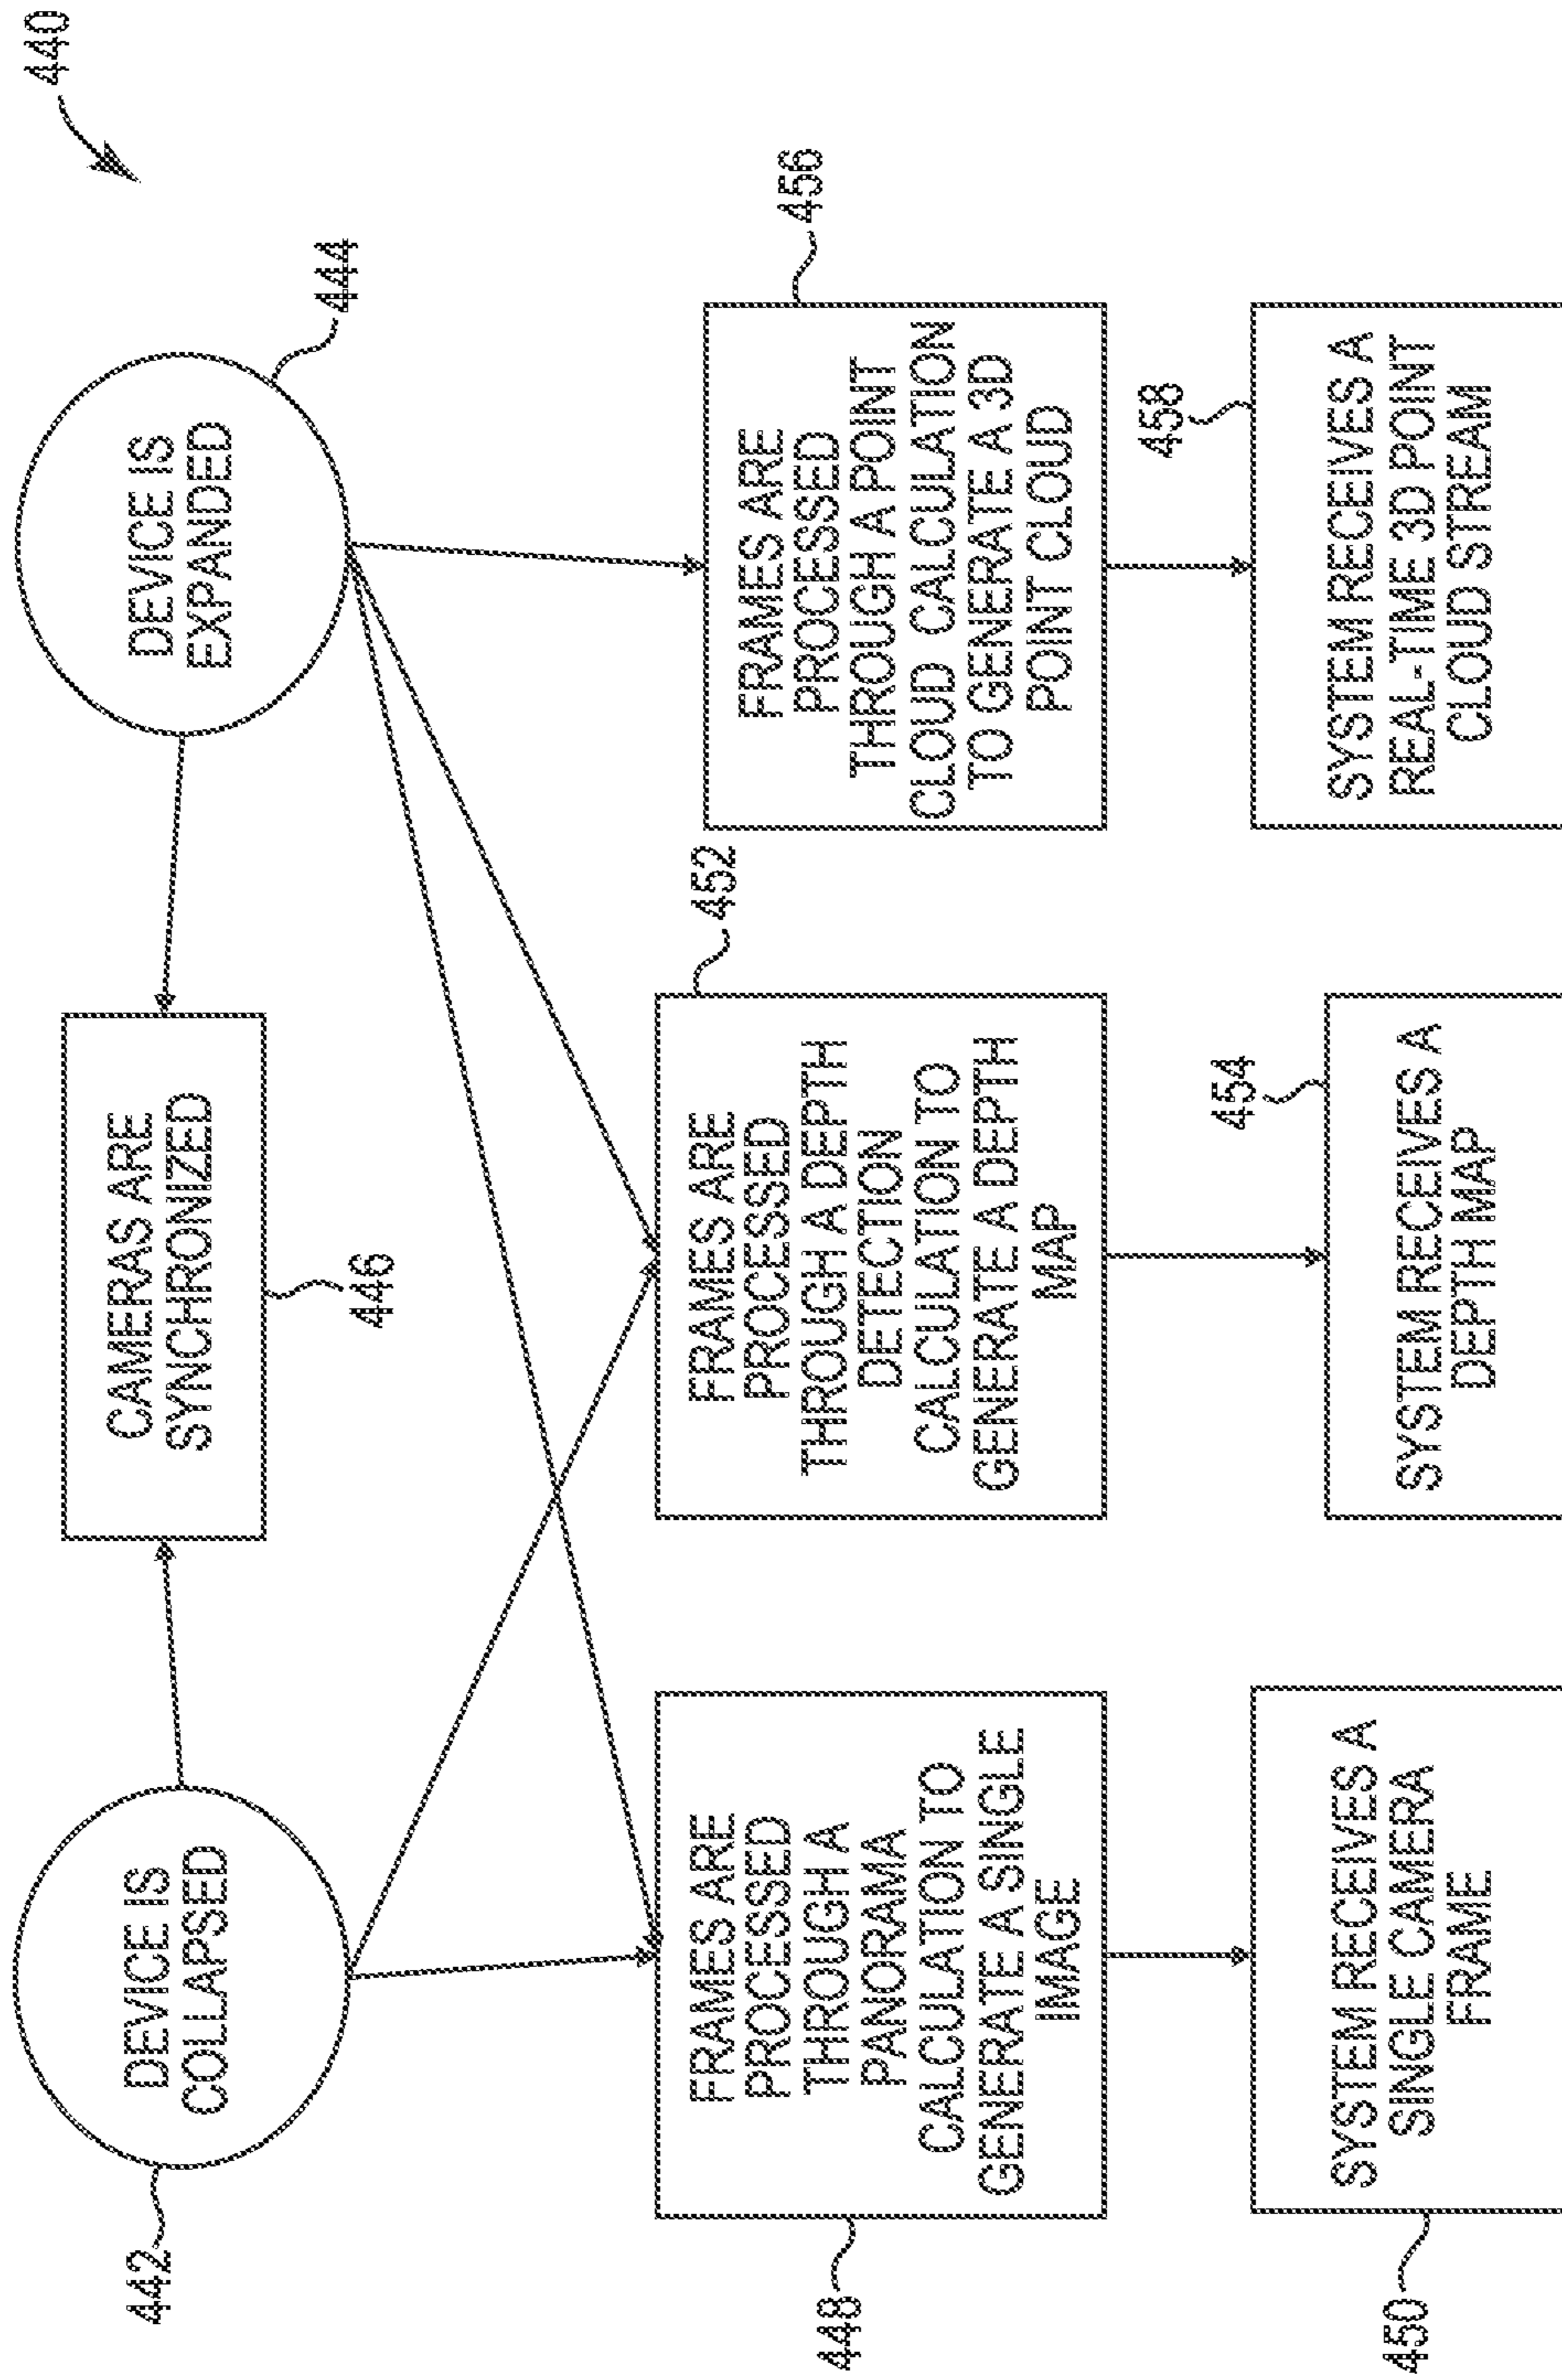 440
442
DEVICE IS
COLLAPSED
CAMERAS ARE
SYNCHRONIZED
446
DEVICE IS
EXPANDED
444
448
FRAMES ARE
PROCESSED
THROUGH A
PANORAMA
CALCULATION TO
GENERATE A SINGLE
IMAGE
FRAMES ARE
PROCESSED
THROUGH A DEPTH
DETECTION
CALCULATION TO
GENERATE A DEPTH
MAP
452
FRAMES ARE
PROCESSED
THROUGH A POINT
CLOUD CALCULATION
TO GENERATE A 3D
POINT CLOUD
456
450
SYSTEM RECEIVES A
SINGLE CAMERA
FRAME
454
SYSTEM RECEIVES A
DEPTH MAP
458
SYSTEM RECEIVES A
REAL-TIME 3D POINT
CLOUD STREAM